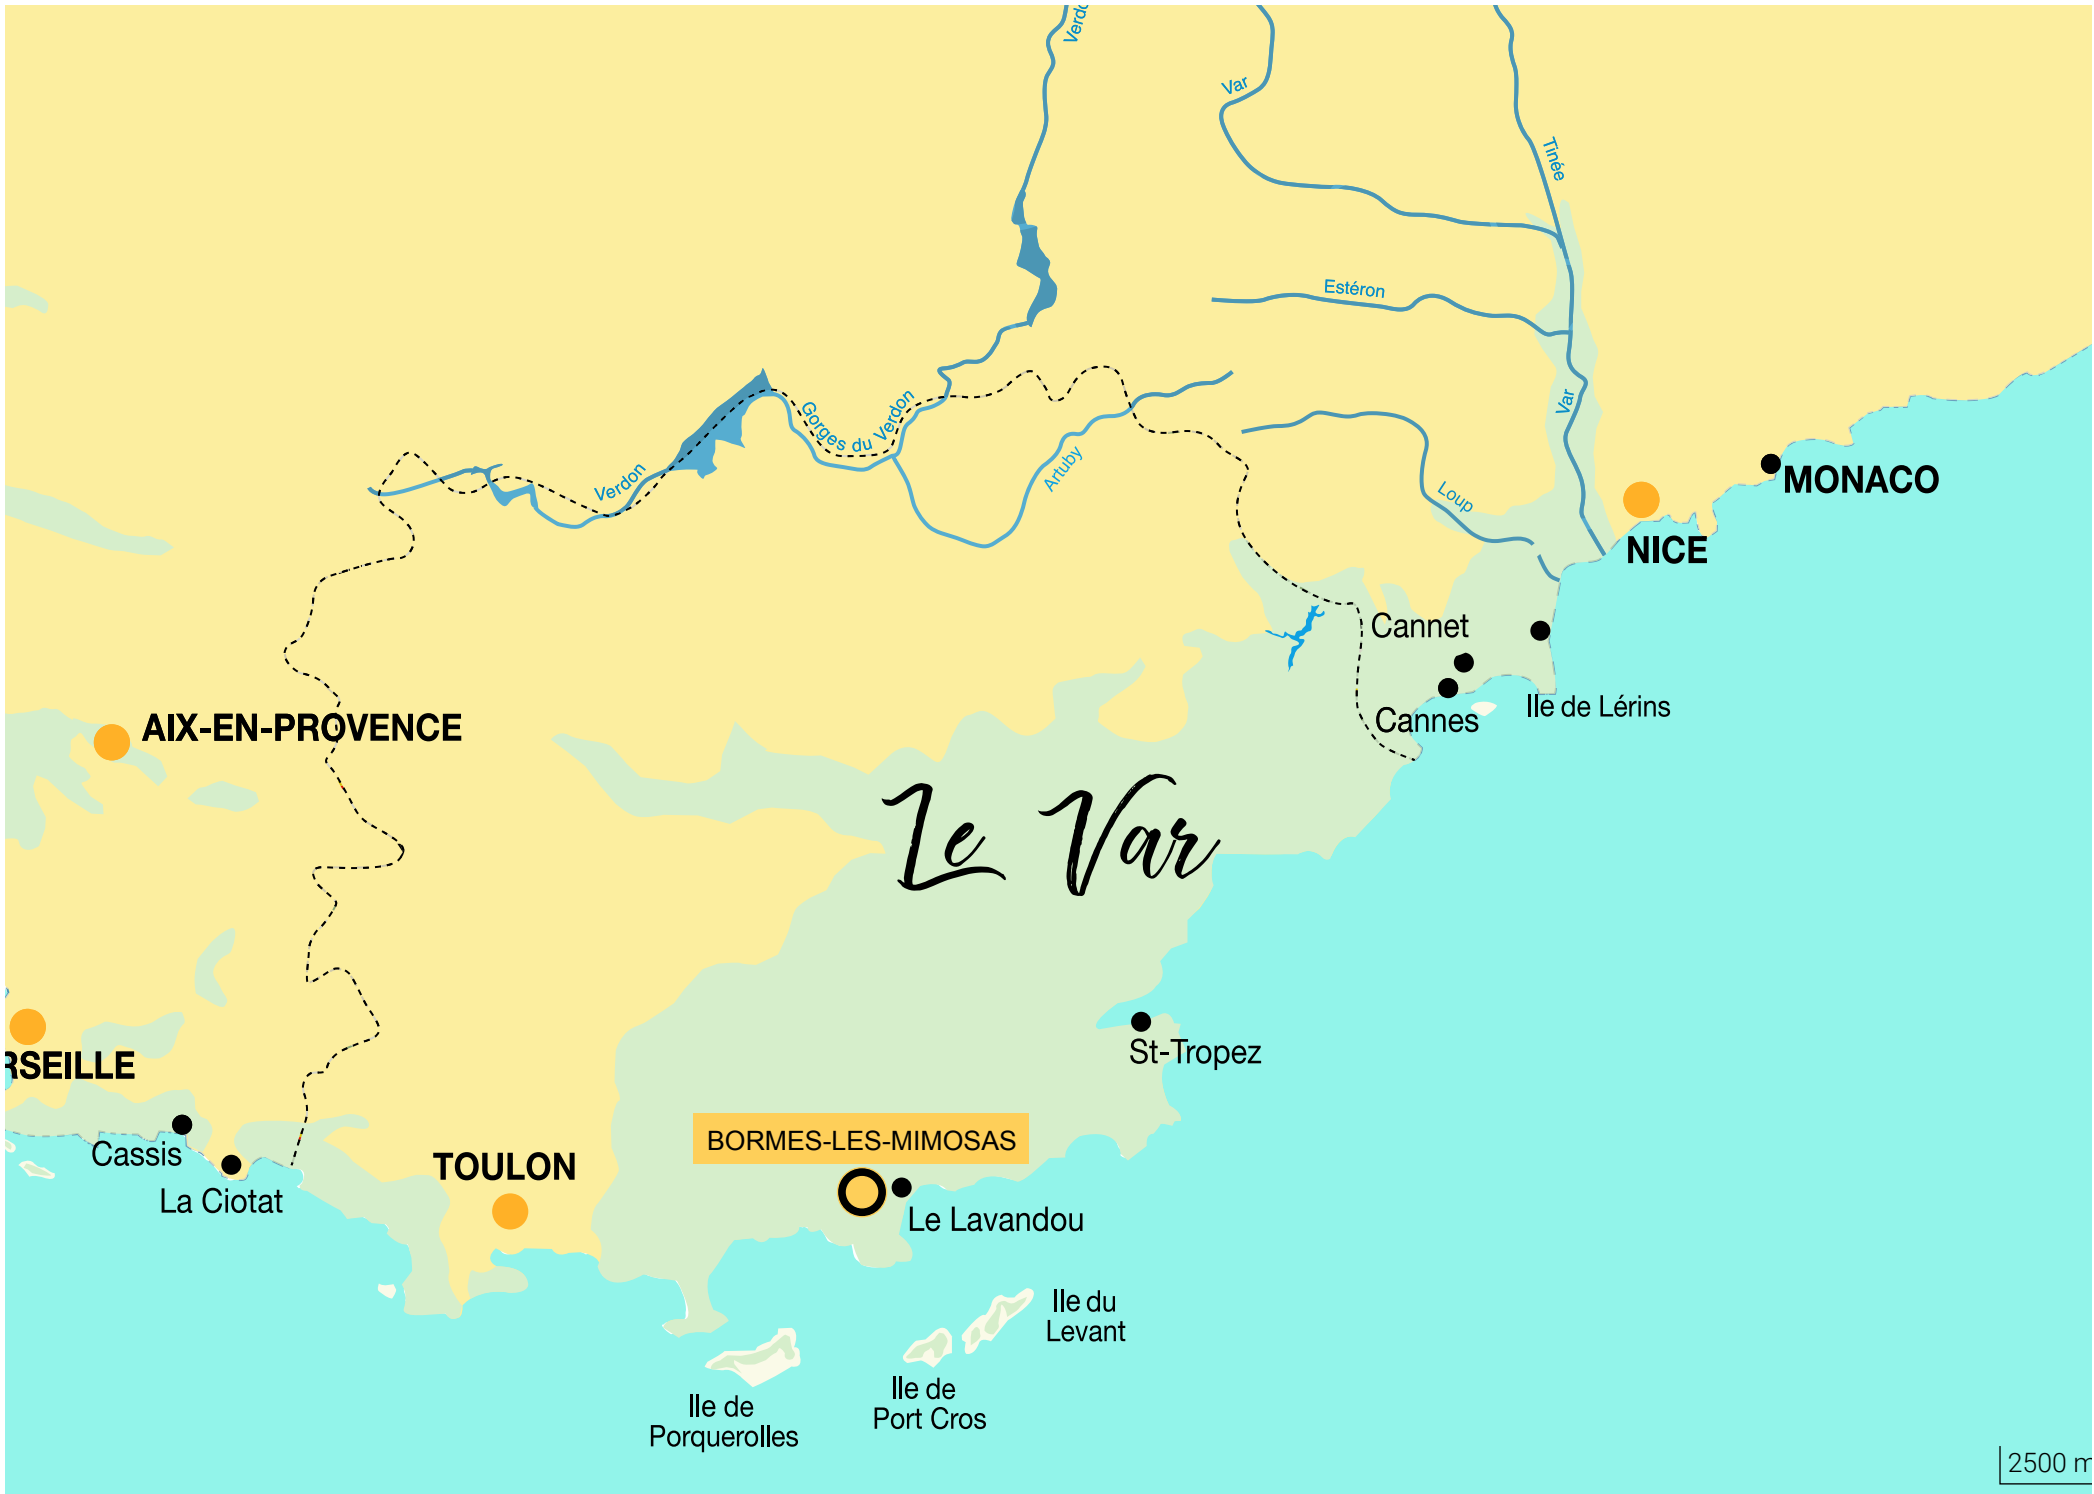 Verdo
Var
Tinée
Estéron
Var
Gorges du Verdon
Verdon
Artuby
Loup
MONACO
NICE
Cannet
Cannes
Ile de Lérins
AIX-EN-PROVENCE
Le Var
RSEILLE
St-Tropez
BORMES-LES-MIMOSAS
Cassis
TOULON
La Ciotat
Le Lavandou
Ile du
Levant
Ile de
Port Cros
Ile de
Porquerolles
2500 m